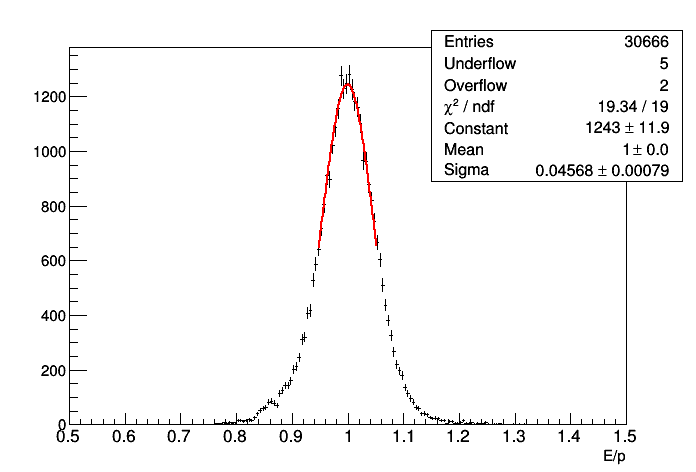 Entries 30666
Underflow 5
Overflow 2
χ² / ndf 19.34 / 19
Constant 1243 ± 11.9
Mean 1 ± 0.0
Sigma 0.04568 ± 0.00079
1200
1000
800
600
400
200
0
0.5 0.6 0.7 0.8 0.9 1 1.1 1.2 1.3 1.4 1.5
E/p